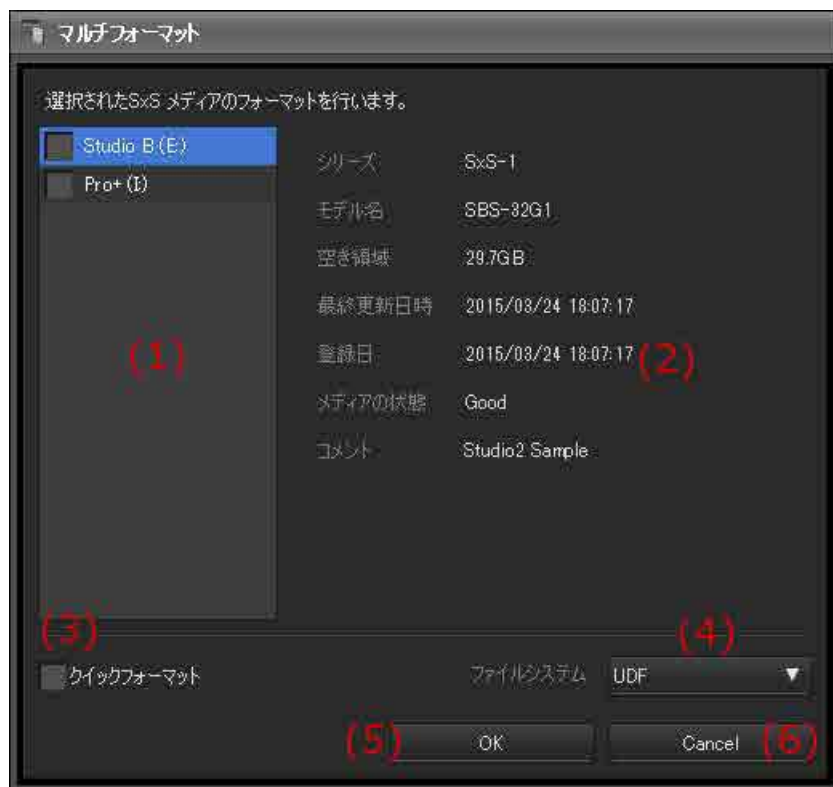 マルチフォーマット
選択されたSxS メディアのフォーマットを行います。
Studio B (E:)
Pro+ (I:)
(1)
シリーズ SxS-1
モデル名 SBS-32G1
空き領域 29.7GB
最終更新日時 2015/03/24 18:07:17
登録日 2015/03/24 18:07:17 (2)
メディアの状態 Good
コメント Studio2 Sample
(3)
(4)
クイックフォーマット ファイルシステム UDF
(5) OK Cancel (6)